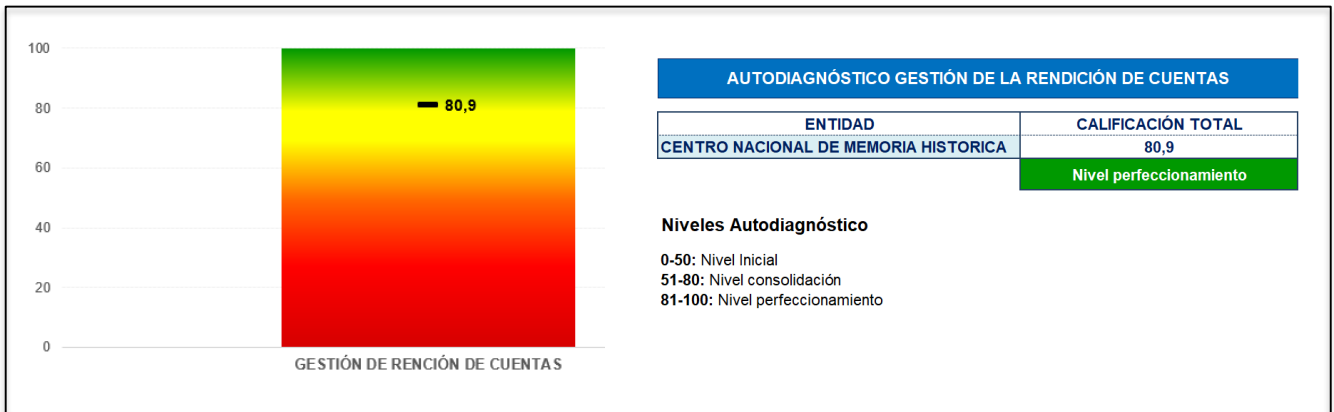 100
80
60
40
20
0
80,9
GESTIÓN DE RENCIÓN DE CUENTAS
AUTODIAGNÓSTICO GESTIÓN DE LA RENDICIÓN DE CUENTAS
ENTIDAD CALIFICACIÓN TOTAL
CENTRO NACIONAL DE MEMORIA HISTORICA 80,9
Nivel perfeccionamiento
Niveles Autodiagnóstico
0-50: Nivel Inicial
51-80: Nivel consolidación
81-100: Nivel perfeccionamiento